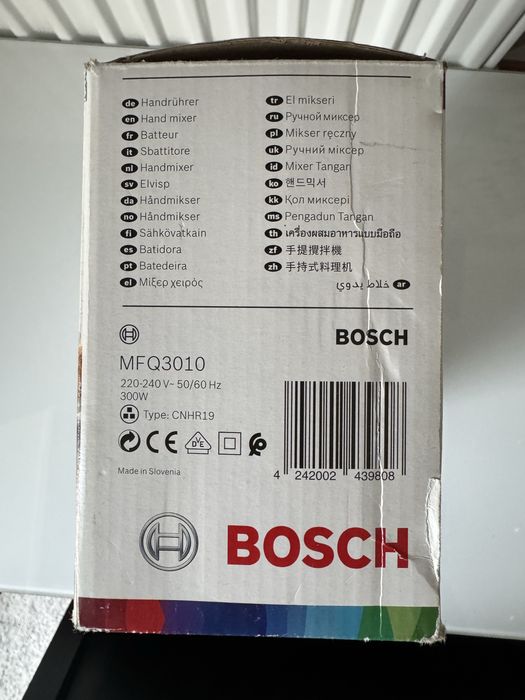 de Handrührer
en Hand mixer
fr Batteur
it Sbattitore
nl Handmixer
sv Elvisp
da Håndmikser
no Håndmikser
fi Sähkövatkain
es Batidora
pt Batedeira
el Μίξερ χειρός
tr El mikseri
ru Ручной миксер
pl Mikser ręczny
uk Ручний міксер
id Mixer Tangan
ko 핸드믹서
kk Қол миксері
ms Pengadun Tangan
th เครื่องผสมอาหารแบบมือถือ
zf 手提攪拌機
zh 手持式料理机
ar خلاط يدوي
BOSCH
MFQ3010
220-240 V~ 50/60 Hz
300W
Type: CNHR19
CE
VDE
Made in Slovenia
4 242002 439808
BOSCH